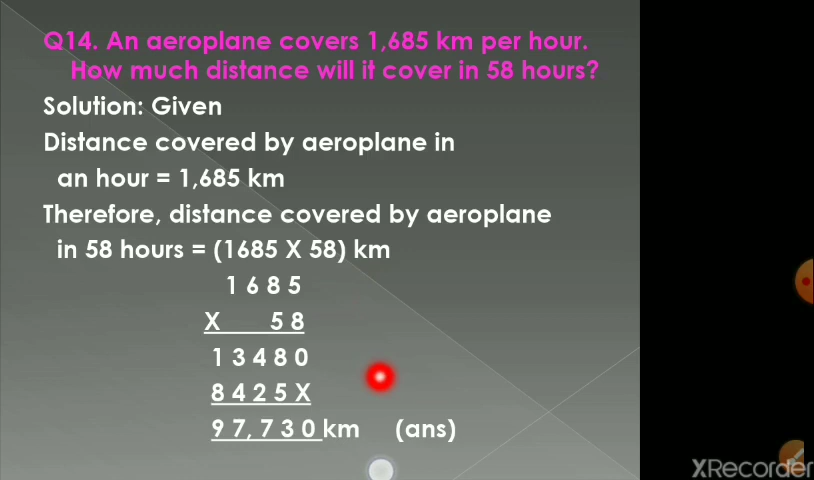 Q14. An aeroplane covers 1,685 km per hour.
How much distance will it cover in 58 hours?
Solution: Given
Distance covered by aeroplane in
an hour = 1,685 km
Therefore, distance covered by aeroplane
in 58 hours = (1685 X 58) km
1 6 8 5
X 5 8
1 3 4 8 0
8 4 2 5 X
9 7, 7 3 0 km (ans)
XRecorder